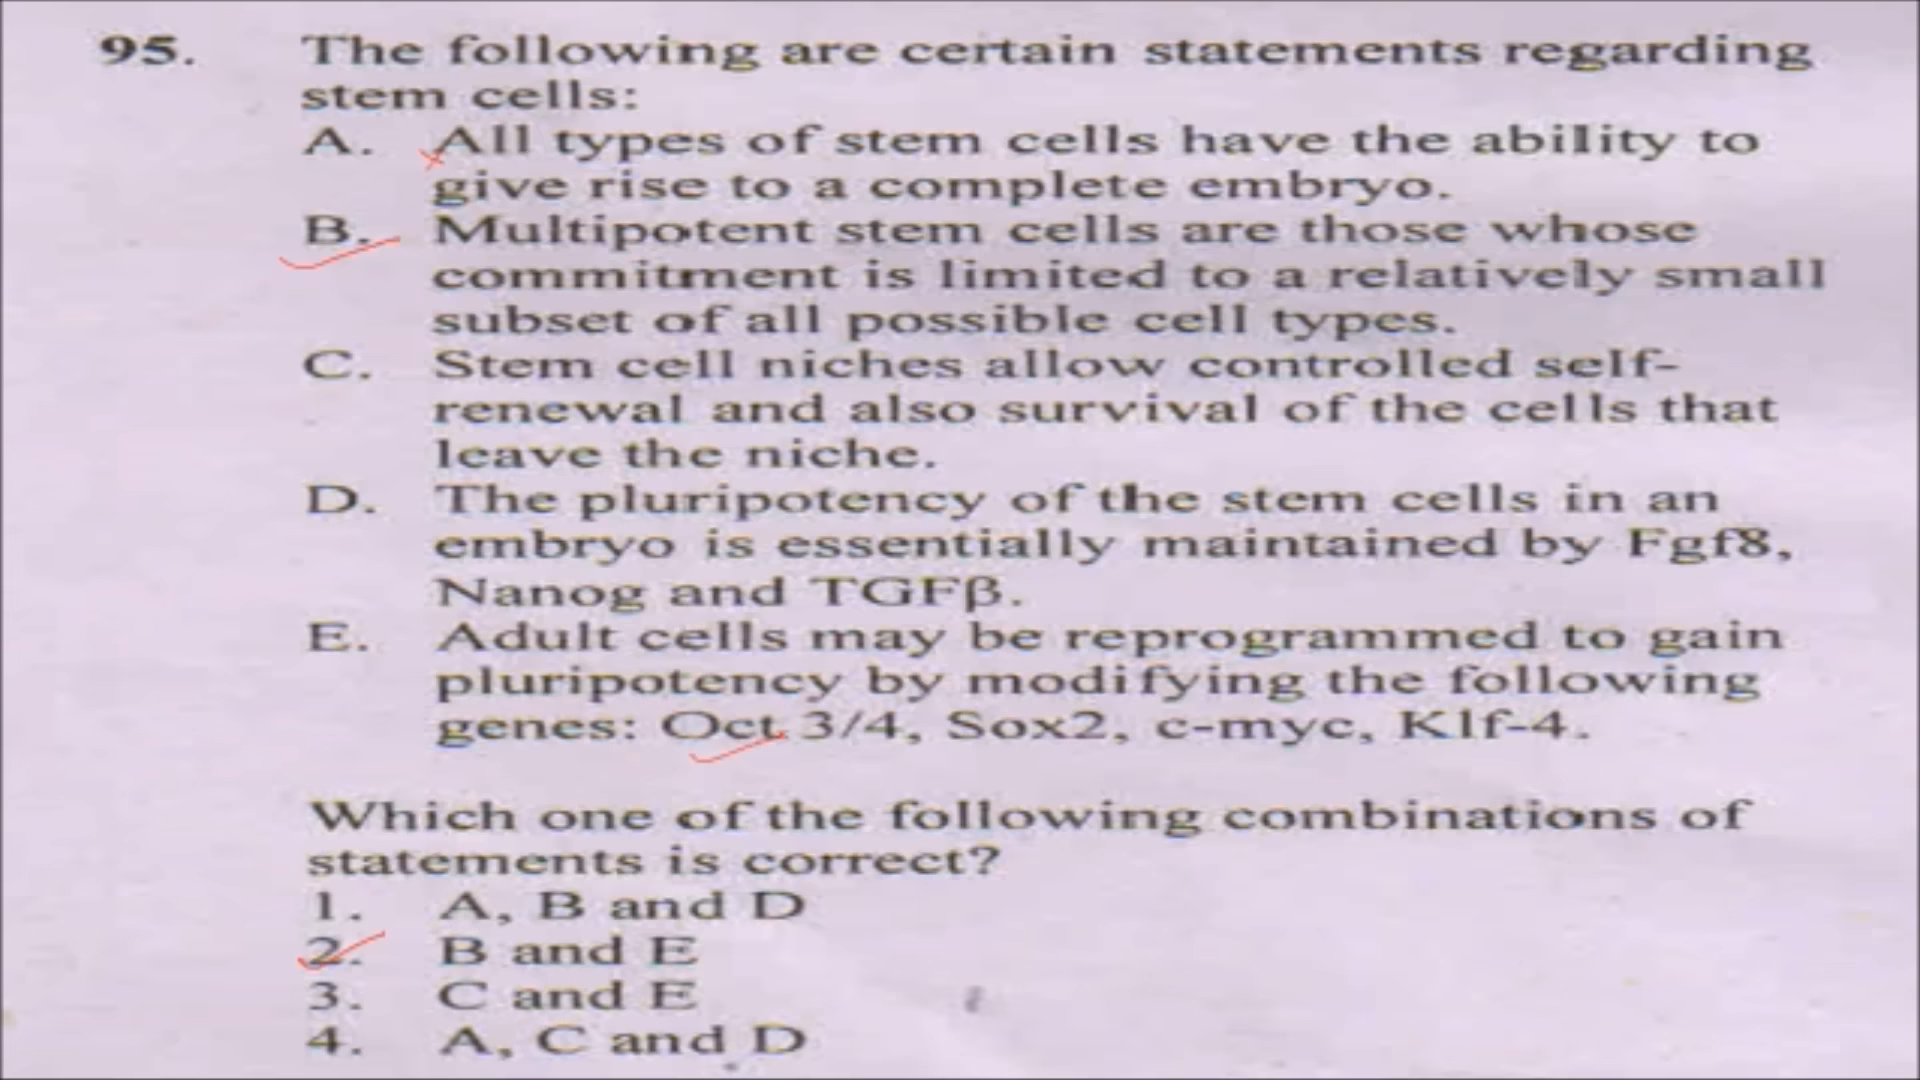 95. The following are certain statements regarding
stem cells:
A. All types of stem cells have the ability to
give rise to a complete embryo.
B. Multipotent stem cells are those whose
commitment is limited to a relatively small
subset of all possible cell types.
C. Stem cell niches allow controlled self-
renewal and also survival of the cells that
leave the niche.
D. The pluripotency of the stem cells in an
embryo is essentially maintained by Fgf8,
Nanog and TGFβ.
E. Adult cells may be reprogrammed to gain
pluripotency by modifying the following
genes: Oct 3/4, Sox2, c-myc, Klf-4.
Which one of the following combinations of
statements is correct?
1. A, B and D
2. B and E
3. C and E
4. A, C and D